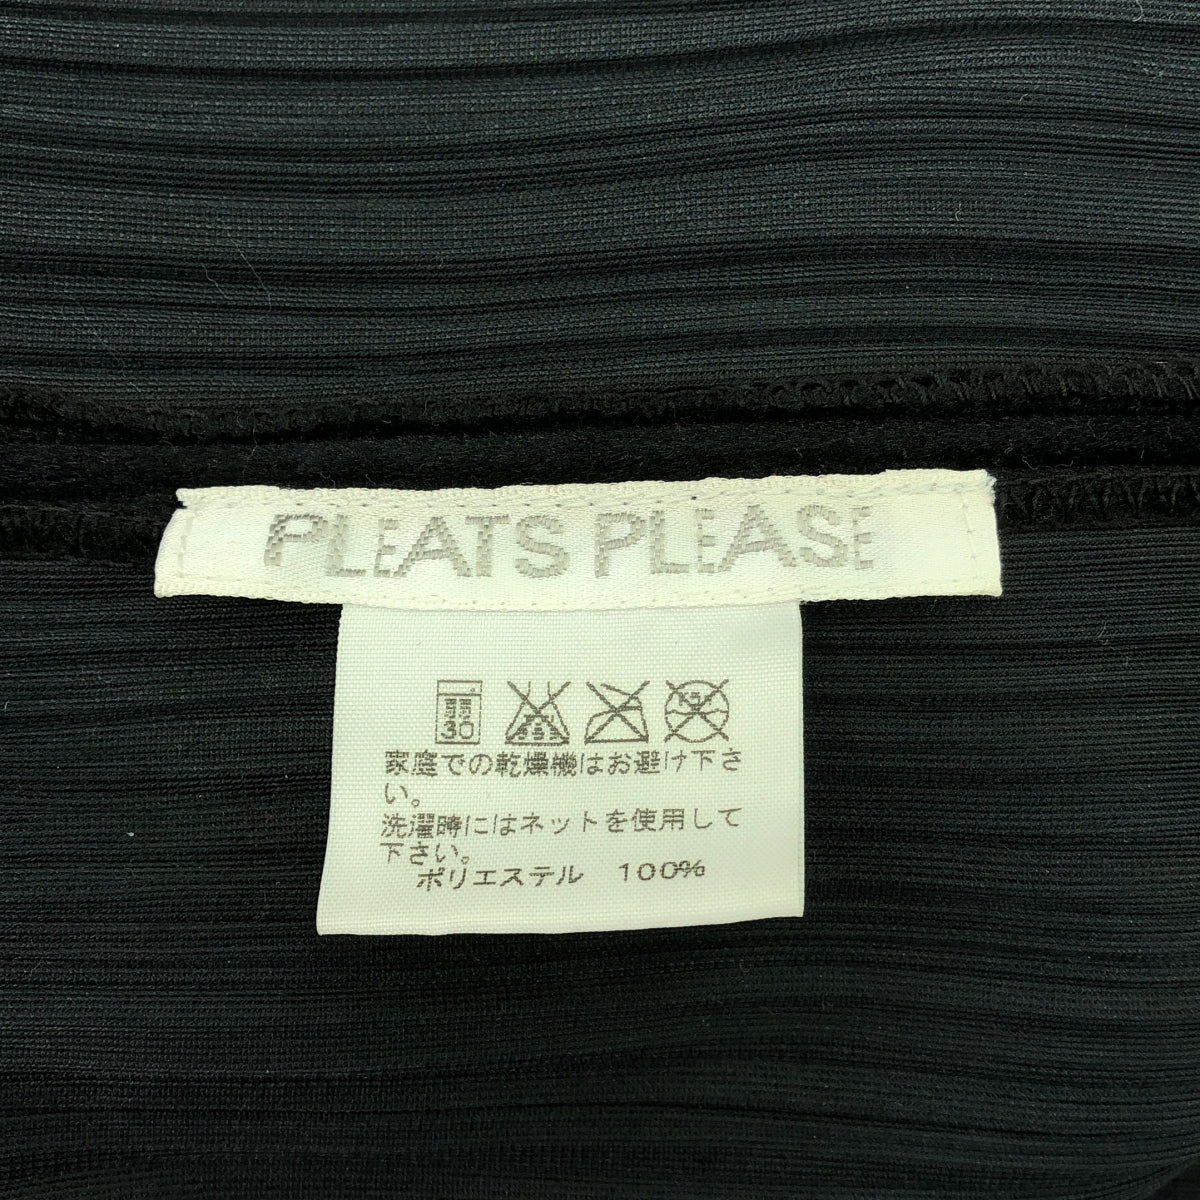 PLEATS PLEASE
弱 30
家庭での乾燥機はお避け下さ
い。
洗濯時にはネットを使用して
下さい。
ポリエステル 100%